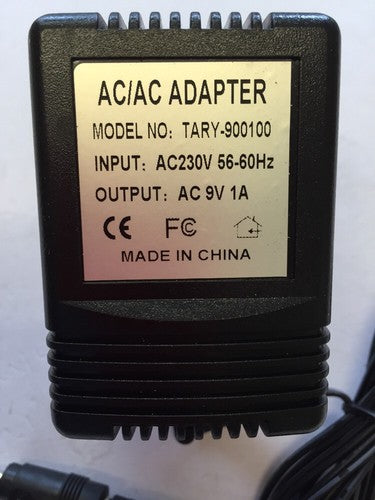 AC/AC ADAPTER
MODEL NO: TARY-900100
INPUT: AC230V 56-60Hz
OUTPUT: AC 9V 1A
CE FC
MADE IN CHINA